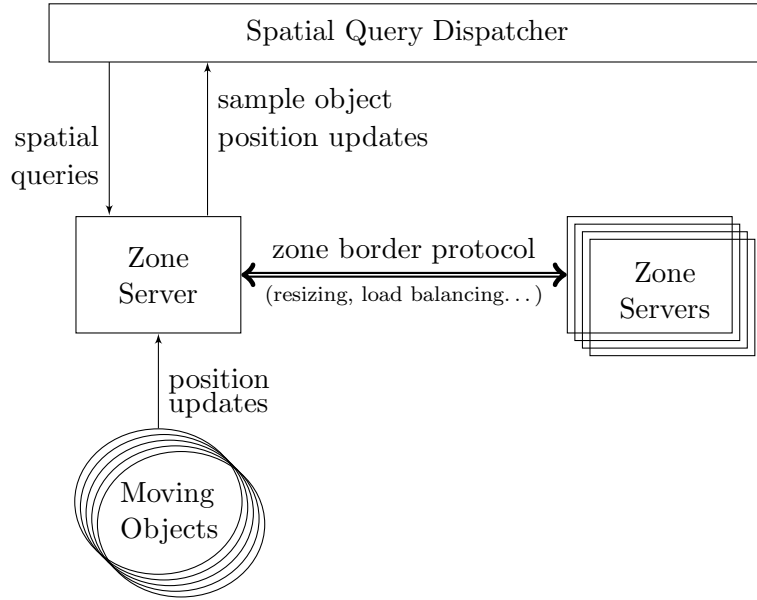 Spatial Query Dispatcher
spatial
queries
sample object
position updates
Zone
Server
zone border protocol
(resizing, load balancing...)
Zone
Servers
position
updates
Moving
Objects